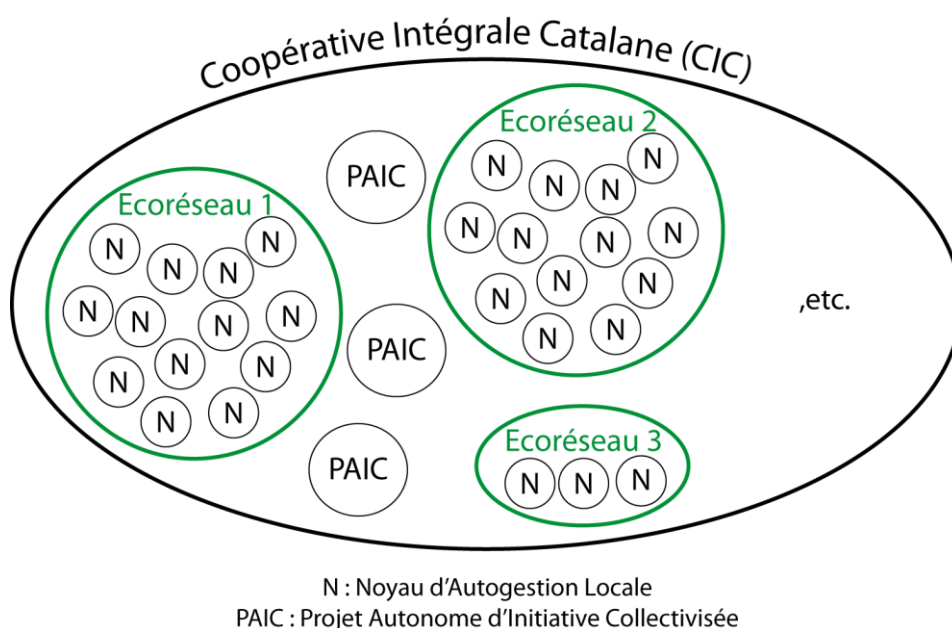 Coopérative Intégrale Catalane (CIC)
Ecoréseau 1
N
N
N
N
N
N
N
N
N
N
N
N
N
PAIC
PAIC
PAIC
Ecoréseau 2
N
N
N
N
N
N
N
N
N
N
N
N
N
Ecoréseau 3
N N N
,etc.
N : Noyau d'Autogestion Locale
PAIC : Projet Autonome d'Initiative Collectivisée